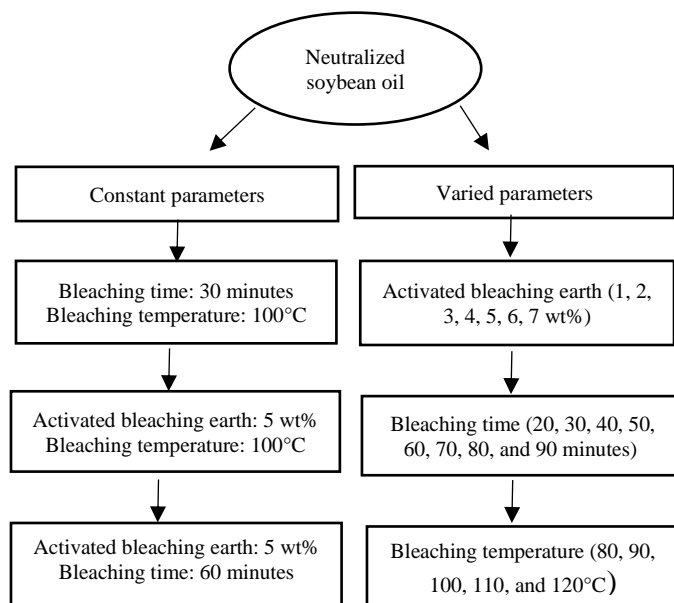 Neutralized
soybean oil
Constant parameters
Varied parameters
Bleaching time: 30 minutes
Bleaching temperature: 100°C
Activated bleaching earth (1, 2,
3, 4, 5, 6, 7 wt%)
Activated bleaching earth: 5 wt%
Bleaching temperature: 100°C
Bleaching time (20, 30, 40, 50,
60, 70, 80, and 90 minutes)
Activated bleaching earth: 5 wt%
Bleaching time: 60 minutes
Bleaching temperature (80, 90,
100, 110, and 120°C)